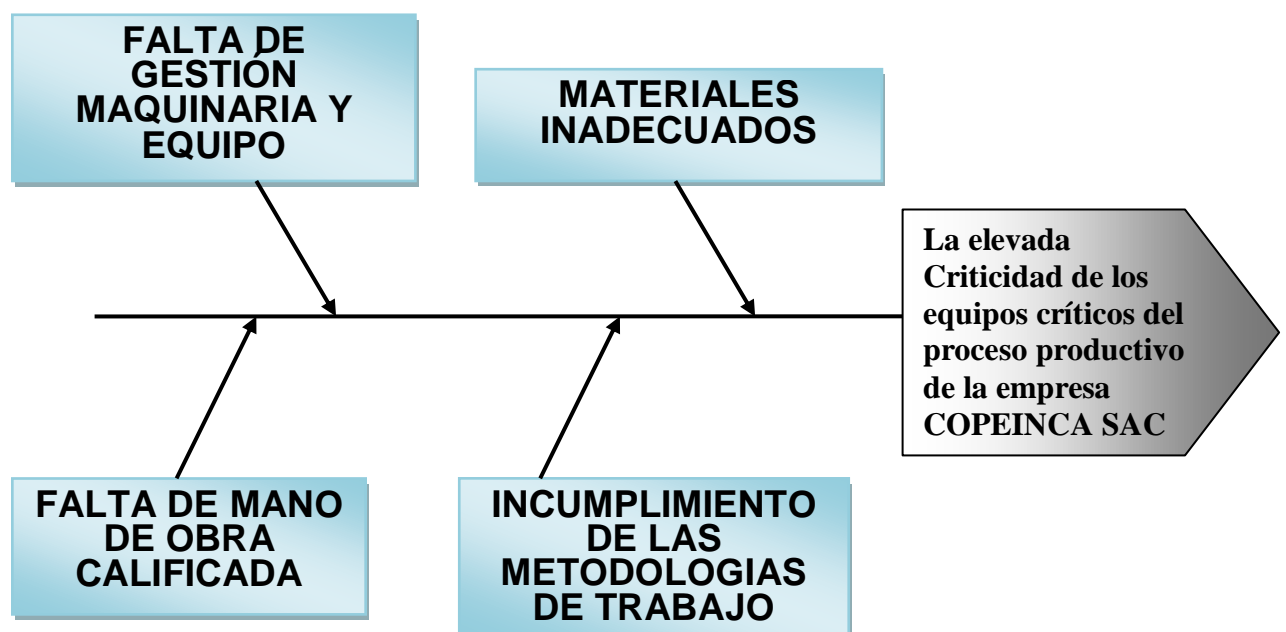 FALTA DE
GESTIÓN
MAQUINARIA Y
EQUIPO
MATERIALES
INADECUADOS
La elevada
Criticidad de los
equipos críticos del
proceso productivo
de la empresa
COPEINCA SAC
FALTA DE MANO
DE OBRA
CALIFICADA
INCUMPLIMIENTO
DE LAS
METODOLOGIAS
DE TRABAJO